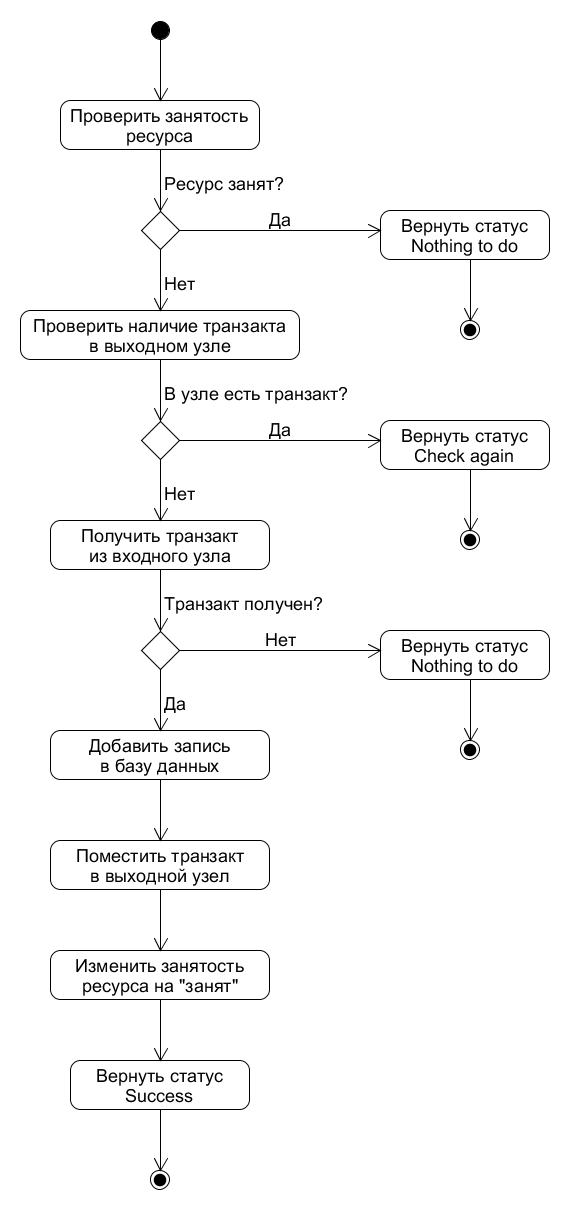 Проверить занятость
ресурса
Ресурс занят?
Да
Вернуть статус
Nothing to do
Нет
Проверить наличие транзакта
в выходном узле
В узле есть транзакт?
Да
Вернуть статус
Check again
Нет
Получить транзакт
из входного узла
Транзакт получен?
Нет
Вернуть статус
Nothing to do
Да
Добавить запись
в базу данных
Поместить транзакт
в выходной узел
Изменить занятость
ресурса на "занят"
Вернуть статус
Success